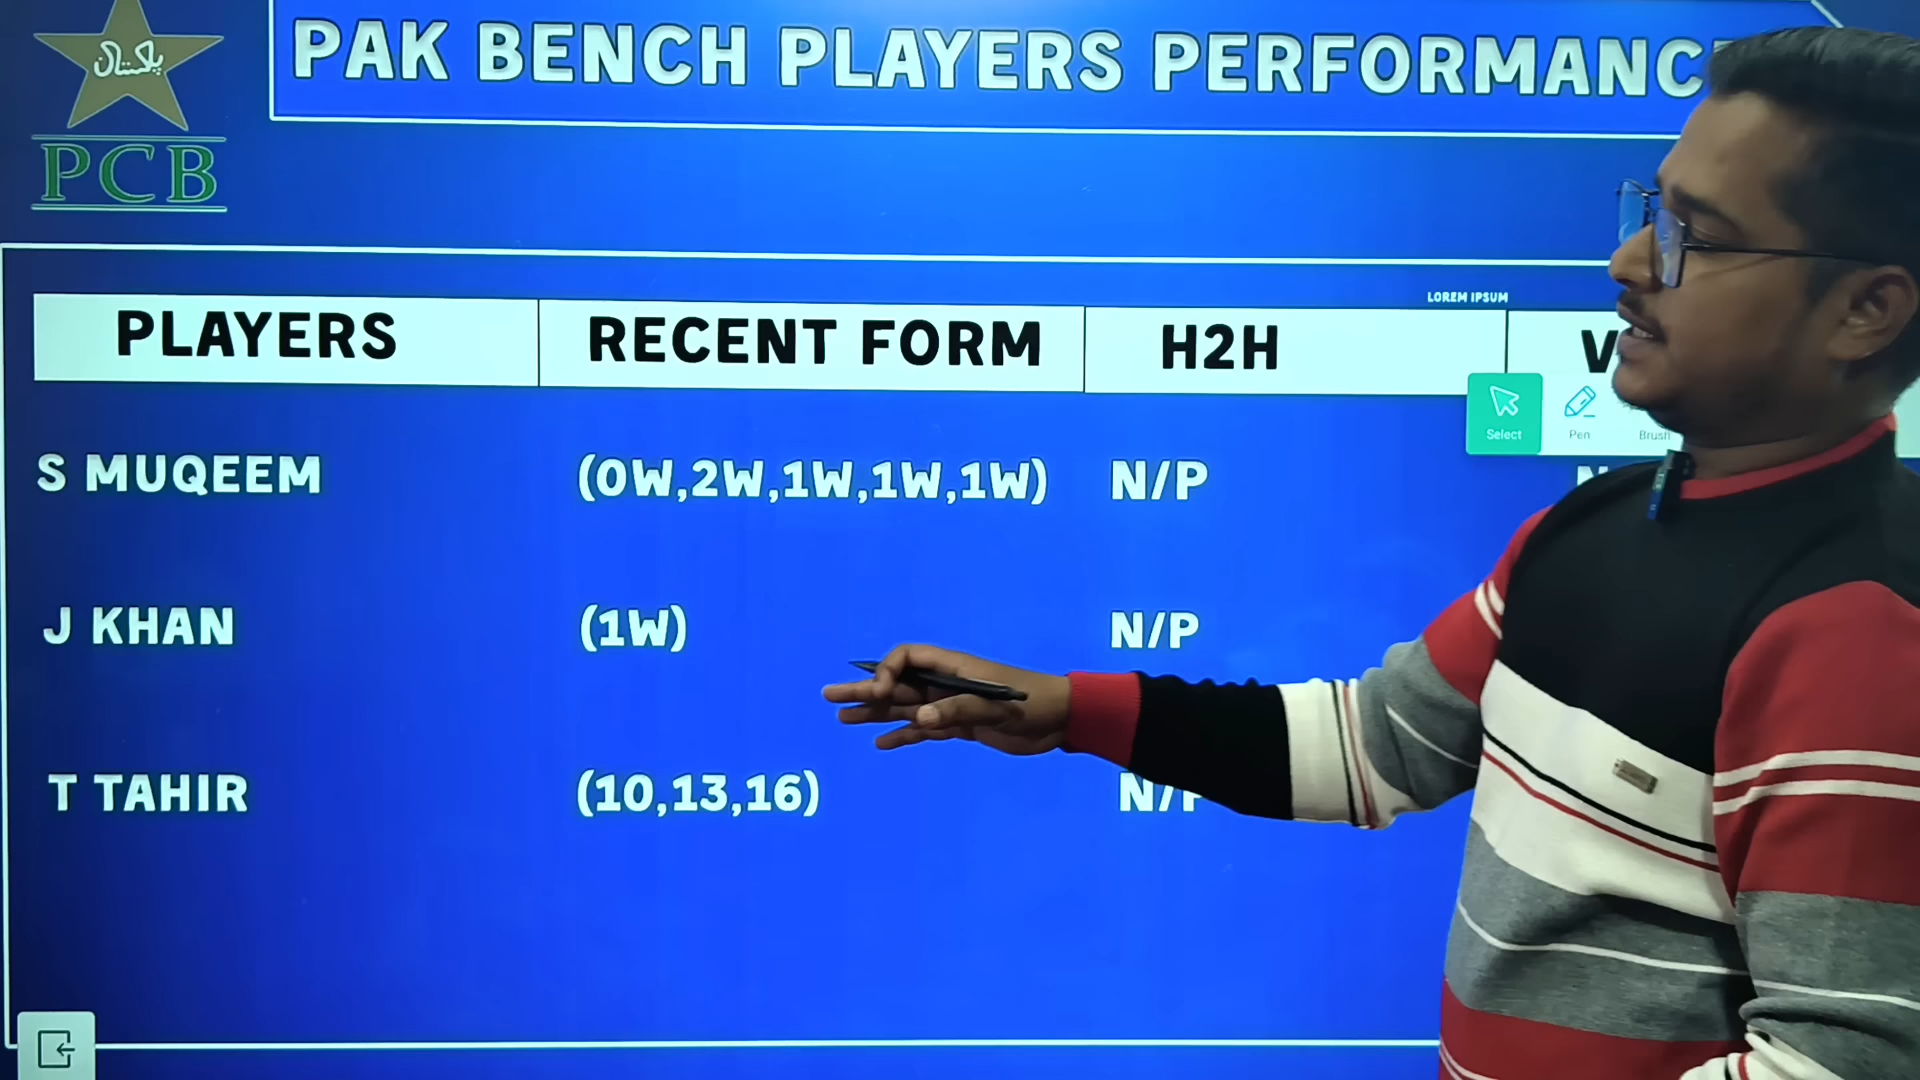 پاکستان
PCB
PAK BENCH PLAYERS PERFORMANC
LOREM IPSUM
PLAYERS RECENT FORM H2H V
Select Pen Brush
S MUQEEM (0W,2W,1W,1W,1W) N/P N
J KHAN (1W) N/P
T TAHIR (10,13,16) N/P